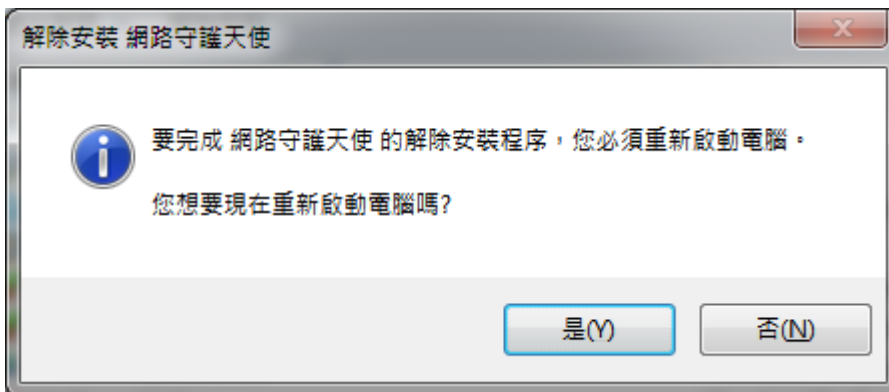 解除安裝 網路守護天使
要完成 網路守護天使 的解除安裝程序，您必須重新啟動電腦。
您想要現在重新啟動電腦嗎?
是(Y)
否(N)